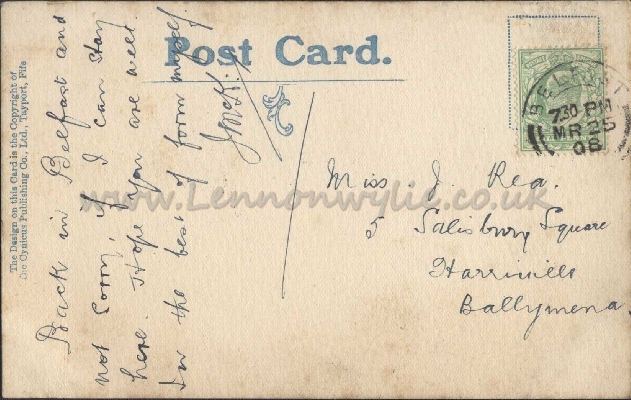 Post Card.
The Design on this Card is the Copyright of
The Cynicus Publishing Co., Ltd., Tayport, Fife
Back in Belfast and
not sorry, if I can stay
here. Hope you are well.
I'm the best of form myself.
J McK.
BELFAST
7.30 PM
MR 25
08
Miss J. Rea.
5 Salisbury Square
Harriville
Ballymena.
www.Lennonwylie.co.uk